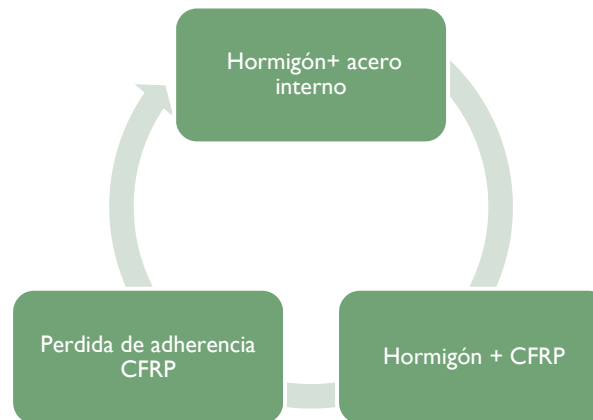 Hormigón+ acero
interno
Perdida de adherencia
CFRP
Hormigón + CFRP